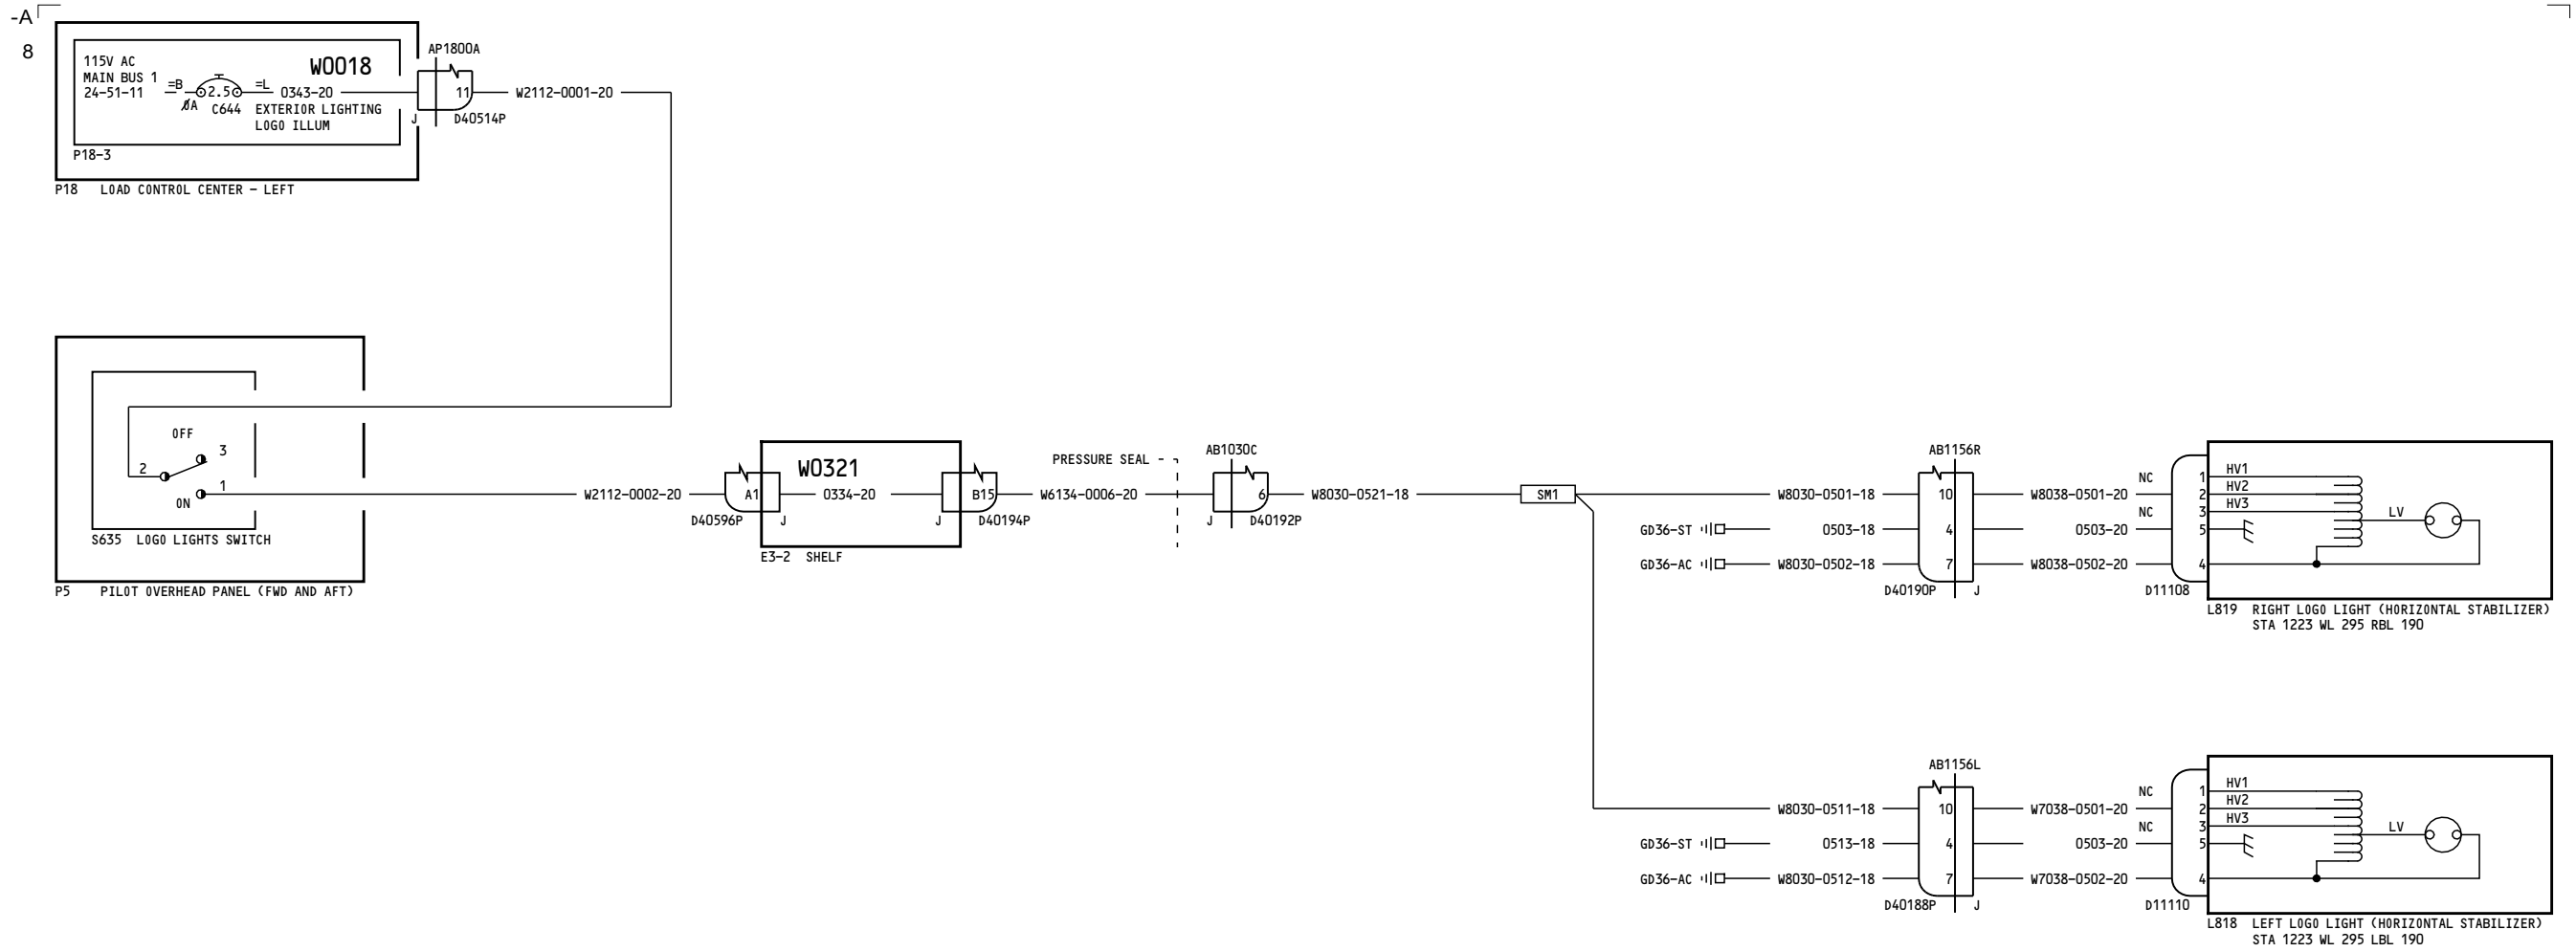 -A
8
115V AC
MAIN BUS 1
24-51-11
=B
ØA
2.5
C644
=L
W0018
0343-20
EXTERIOR LIGHTING
LOGO ILLUM
P18-3
P18 LOAD CONTROL CENTER - LEFT
AP1800A
11
J
D40514P
W2112-0001-20
OFF
3
2
1
ON
S635 LOGO LIGHTS SWITCH
P5 PILOT OVERHEAD PANEL (FWD AND AFT)
W2112-0002-20
A1
D40596P
J
W0321
0334-20
J
B15
D40194P
E3-2 SHELF
W6134-0006-20
PRESSURE SEAL
AB1030C
6
J
D40192P
W8030-0521-18
SM1
AB1156R
W8030-0501-18
10
W8038-0501-20
GD36-ST
0503-18
4
0503-20
GD36-AC
W8030-0502-18
7
W8038-0502-20
D40190P
J
NC
NC
D11108
1
2
3
5
4
HV1
HV2
HV3
LV
L819 RIGHT LOGO LIGHT (HORIZONTAL STABILIZER)
STA 1223 WL 295 RBL 190
AB1156L
W8030-0511-18
10
W7038-0501-20
GD36-ST
0513-18
4
0503-20
GD36-AC
W8030-0512-18
7
W7038-0502-20
D40188P
J
NC
NC
D11110
1
2
3
5
4
HV1
HV2
HV3
LV
L818 LEFT LOGO LIGHT (HORIZONTAL STABILIZER)
STA 1223 WL 295 LBL 190